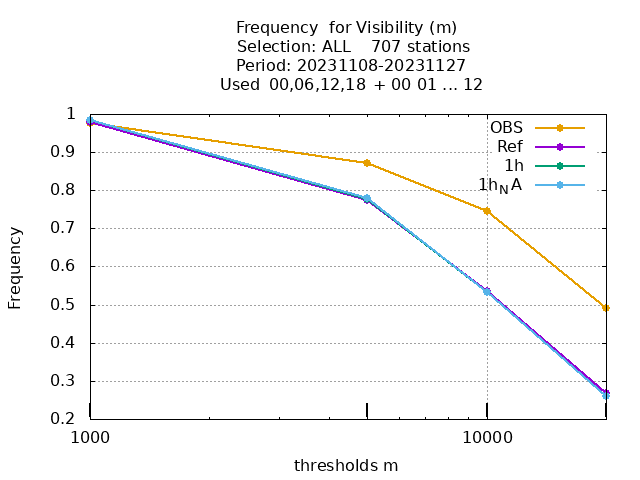 Frequency  for Visibility (m)
Selection: ALL    707 stations
Period: 20231108-20231127
Used  00,06,12,18  + 00 01 ... 12
1
0.9
0.8
0.7
0.6
0.5
0.4
0.3
0.2
Frequency
OBS
Ref
1h
1h_NA
1000
10000
thresholds m